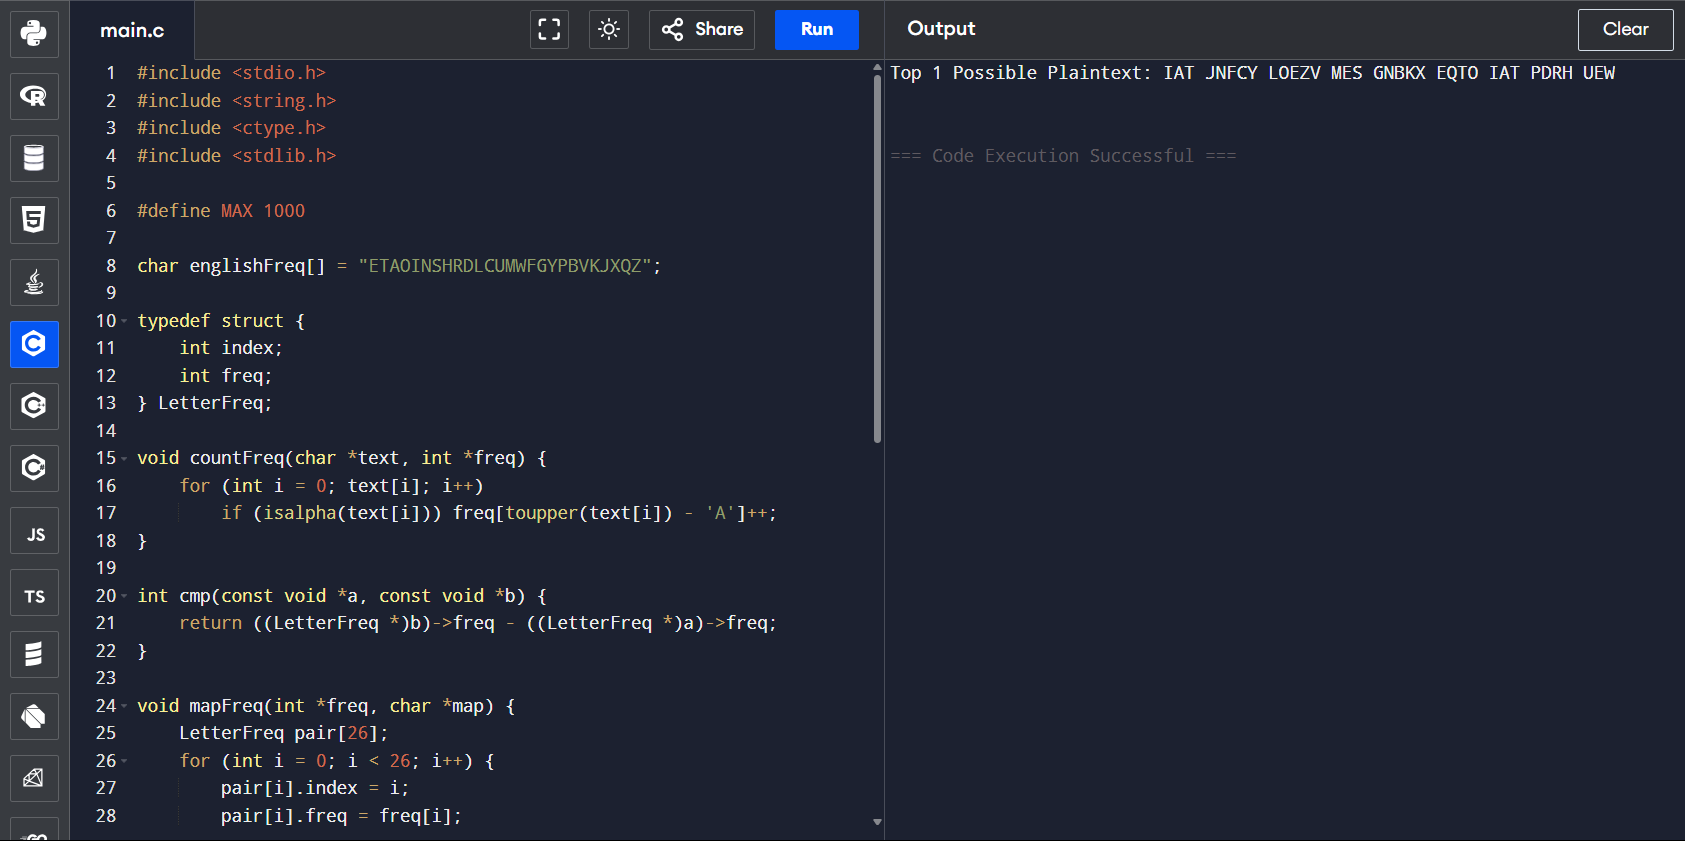 main.c
Share
Run
Output
Clear
1 #include <stdio.h>
2 #include <string.h>
3 #include <ctype.h>
4 #include <stdlib.h>
5
6 #define MAX 1000
7
8 char englishFreq[] = "ETAOINSHRDLCUMWFGYPBVKJXQZ";
9
10 typedef struct {
11     int index;
12     int freq;
13 } LetterFreq;
14
15 void countFreq(char *text, int *freq) {
16     for (int i = 0; text[i]; i++)
17         if (isalpha(text[i])) freq[toupper(text[i]) - 'A']++;
18 }
19
20 int cmp(const void *a, const void *b) {
21     return ((LetterFreq *)b)->freq - ((LetterFreq *)a)->freq;
22 }
23
24 void mapFreq(int *freq, char *map) {
25     LetterFreq pair[26];
26     for (int i = 0; i < 26; i++) {
27         pair[i].index = i;
28         pair[i].freq = freq[i];
Top 1 Possible Plaintext: IAT JNFCY LOEZV MES GNBKX EQTO IAT PDRH UEW
=== Code Execution Successful ===
R
5
C
C
C
JS
TS